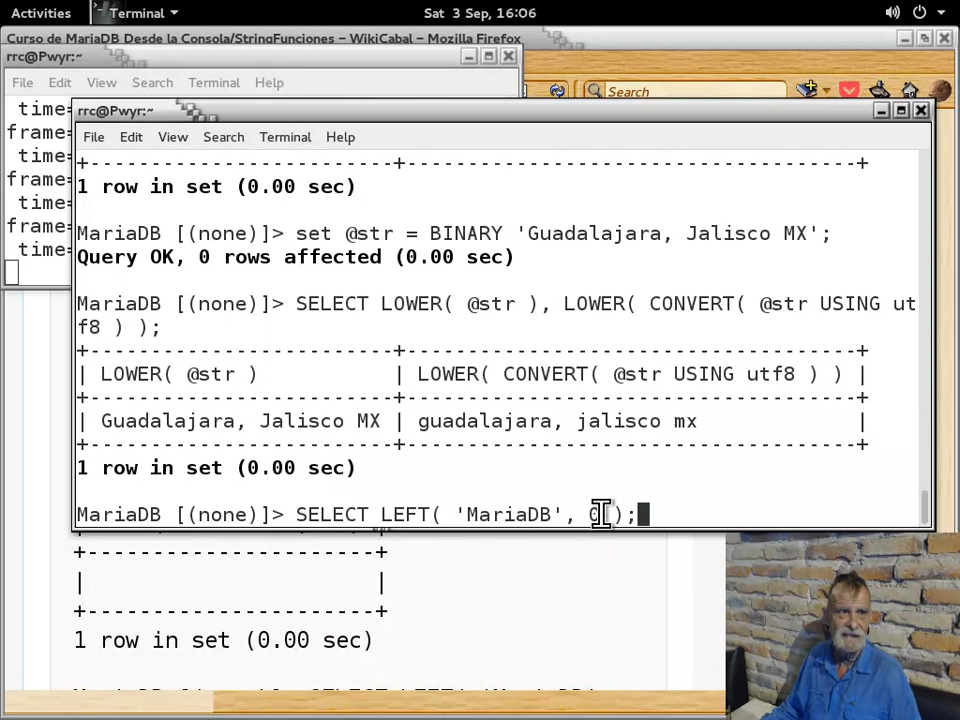 Activities Terminal Sat 3 Sep, 16:06
Curso de MariaDB Desde la Consola/StringFunciones – WikiCabal – Mozilla Firefox
rrc@Pwyr:~
File Edit View Search Terminal Help
Search
time=
frame=
time=
frame=
time=
frame=
time=
rrc@Pwyr:~
File Edit View Search Terminal Help
+-------------------------+-------------------------------------+
1 row in set (0.00 sec)
MariaDB [(none)]> set @str = BINARY 'Guadalajara, Jalisco MX';
Query OK, 0 rows affected (0.00 sec)
MariaDB [(none)]> SELECT LOWER( @str ), LOWER( CONVERT( @str USING ut
f8 ) );
+-------------------------+-------------------------------------+
| LOWER( @str )           | LOWER( CONVERT( @str USING utf8 ) ) |
+-------------------------+-------------------------------------+
| Guadalajara, Jalisco MX | guadalajara, jalisco mx             |
+-------------------------+-------------------------------------+
1 row in set (0.00 sec)
MariaDB [(none)]> SELECT LEFT( 'MariaDB', 0 );
+------------------------+
|                        |
+------------------------+
1 row in set (0.00 sec)